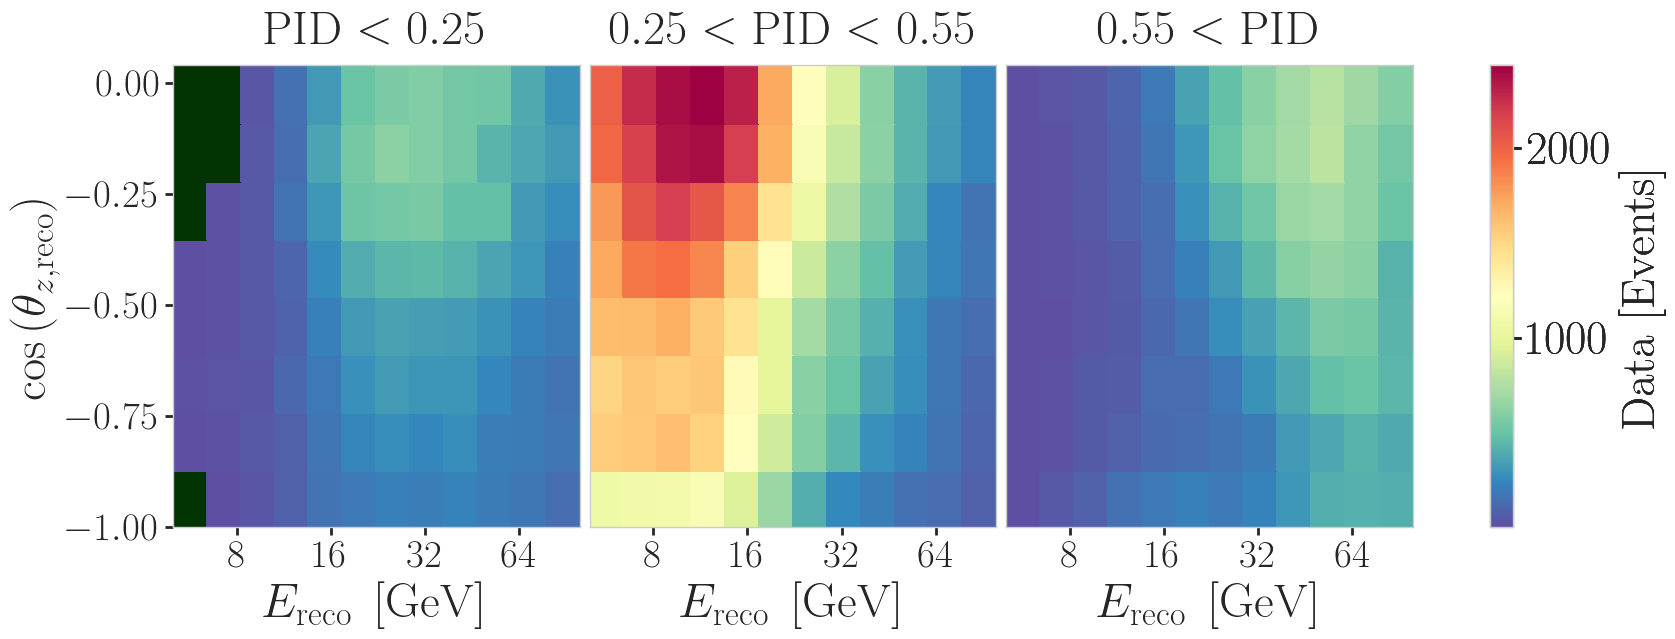 PID < 0.25
0.25 < PID < 0.55
0.55 < PID
0.00
−0.25
−0.50
−0.75
−1.00
cos (θz,reco)
8 16 32 64
8 16 32 64
8 16 32 64
Ereco [GeV]
Ereco [GeV]
Ereco [GeV]
2000
1000
Data [Events]